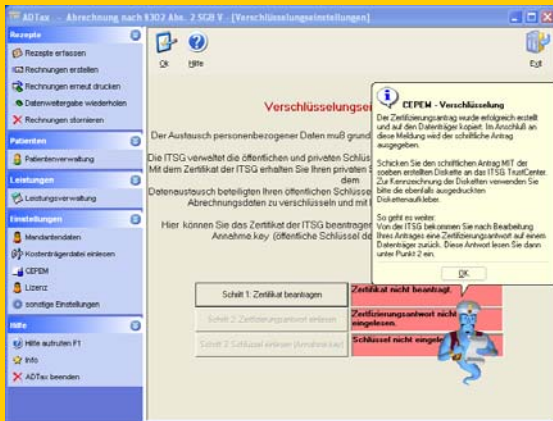 ADTax - Abrechnung nach §302 Abs. 2 SGB V - [Verschlüsselungseinstellungen]
Rezepte
Rezepte erfassen
Rechnungen erstellen
Rechnungen erneut drucken
Datenweitergabe wiederholen
Rechnungen stornieren
Patienten
Patientenverwaltung
Leistungen
Leistungsverwaltung
Einstellungen
Mandantendaten
Kostenträgerdatei einlesen
CEPEM
Lizenz
sonstige Einstellungen
Hilfe
Hilfe aufrufen F1
Info
ADTax beenden
Ok
Hilfe
Exit
Verschlüsselungsei
Der Austausch personenbezogener Daten muß grund
Die ITSG verwaltet die öffentlichen und privaten Schlüs
Mit dem Zertifikat der ITSG erhalten Sie Ihren privaten S
dem
Datenaustausch beteiligten Ihren öffentlichen Schlüsse
Abrechnungsdaten zu verschlüsseln und mit I
Hier können Sie das Zertifikat der ITSG beantrage
Annahme.key (öffentliche Schlüssel de
Schritt 1: Zertifikat beantragen
Zertifikat nicht beantragt.
Schritt 2: Zertifizierungsantwort einlesen
Zertifizierungsantwort nicht
eingelesen.
Schritt 3: Schlüssel einlesen (Annahme.key)
Schlüssel nicht eingele
CEPEM - Verschlüsselung
Der Zertifizierungsantrag wurde erfolgreich erstellt
und auf den Datenträger kopiert. Im Anschluß an
diese Meldung wird der schriftliche Antrag
ausgegeben.
Schicken Sie den schriftlichen Antrag MIT der
soeben erstellten Diskette an das ITSG TrustCenter.
Zur Kennzeichnung der Disketten verwenden Sie
bitte die ebenfalls ausgedruckten
Diskettenaufkleber.
So geht es weiter:
Von der ITSG bekommen Sie nach Bearbeitung
Ihres Antrages eine Zertifizierungsantwort auf einem
Datenträger zurück. Diese Antwort lesen Sie dann
unter Punkt 2 ein.
OK